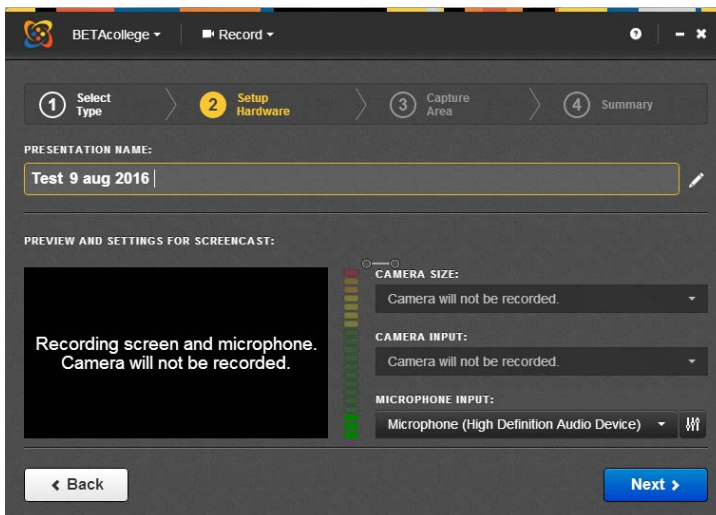 BETAcollege
Record
?
1
Select
Type
2
Setup
Hardware
3
Capture
Area
4
Summary
PRESENTATION NAME:
Test 9 aug 2016
PREVIEW AND SETTINGS FOR SCREENCAST:
Recording screen and microphone.
Camera will not be recorded.
CAMERA SIZE:
Camera will not be recorded.
CAMERA INPUT:
Camera will not be recorded.
MICROPHONE INPUT:
Microphone (High Definition Audio Device)
Back
Next